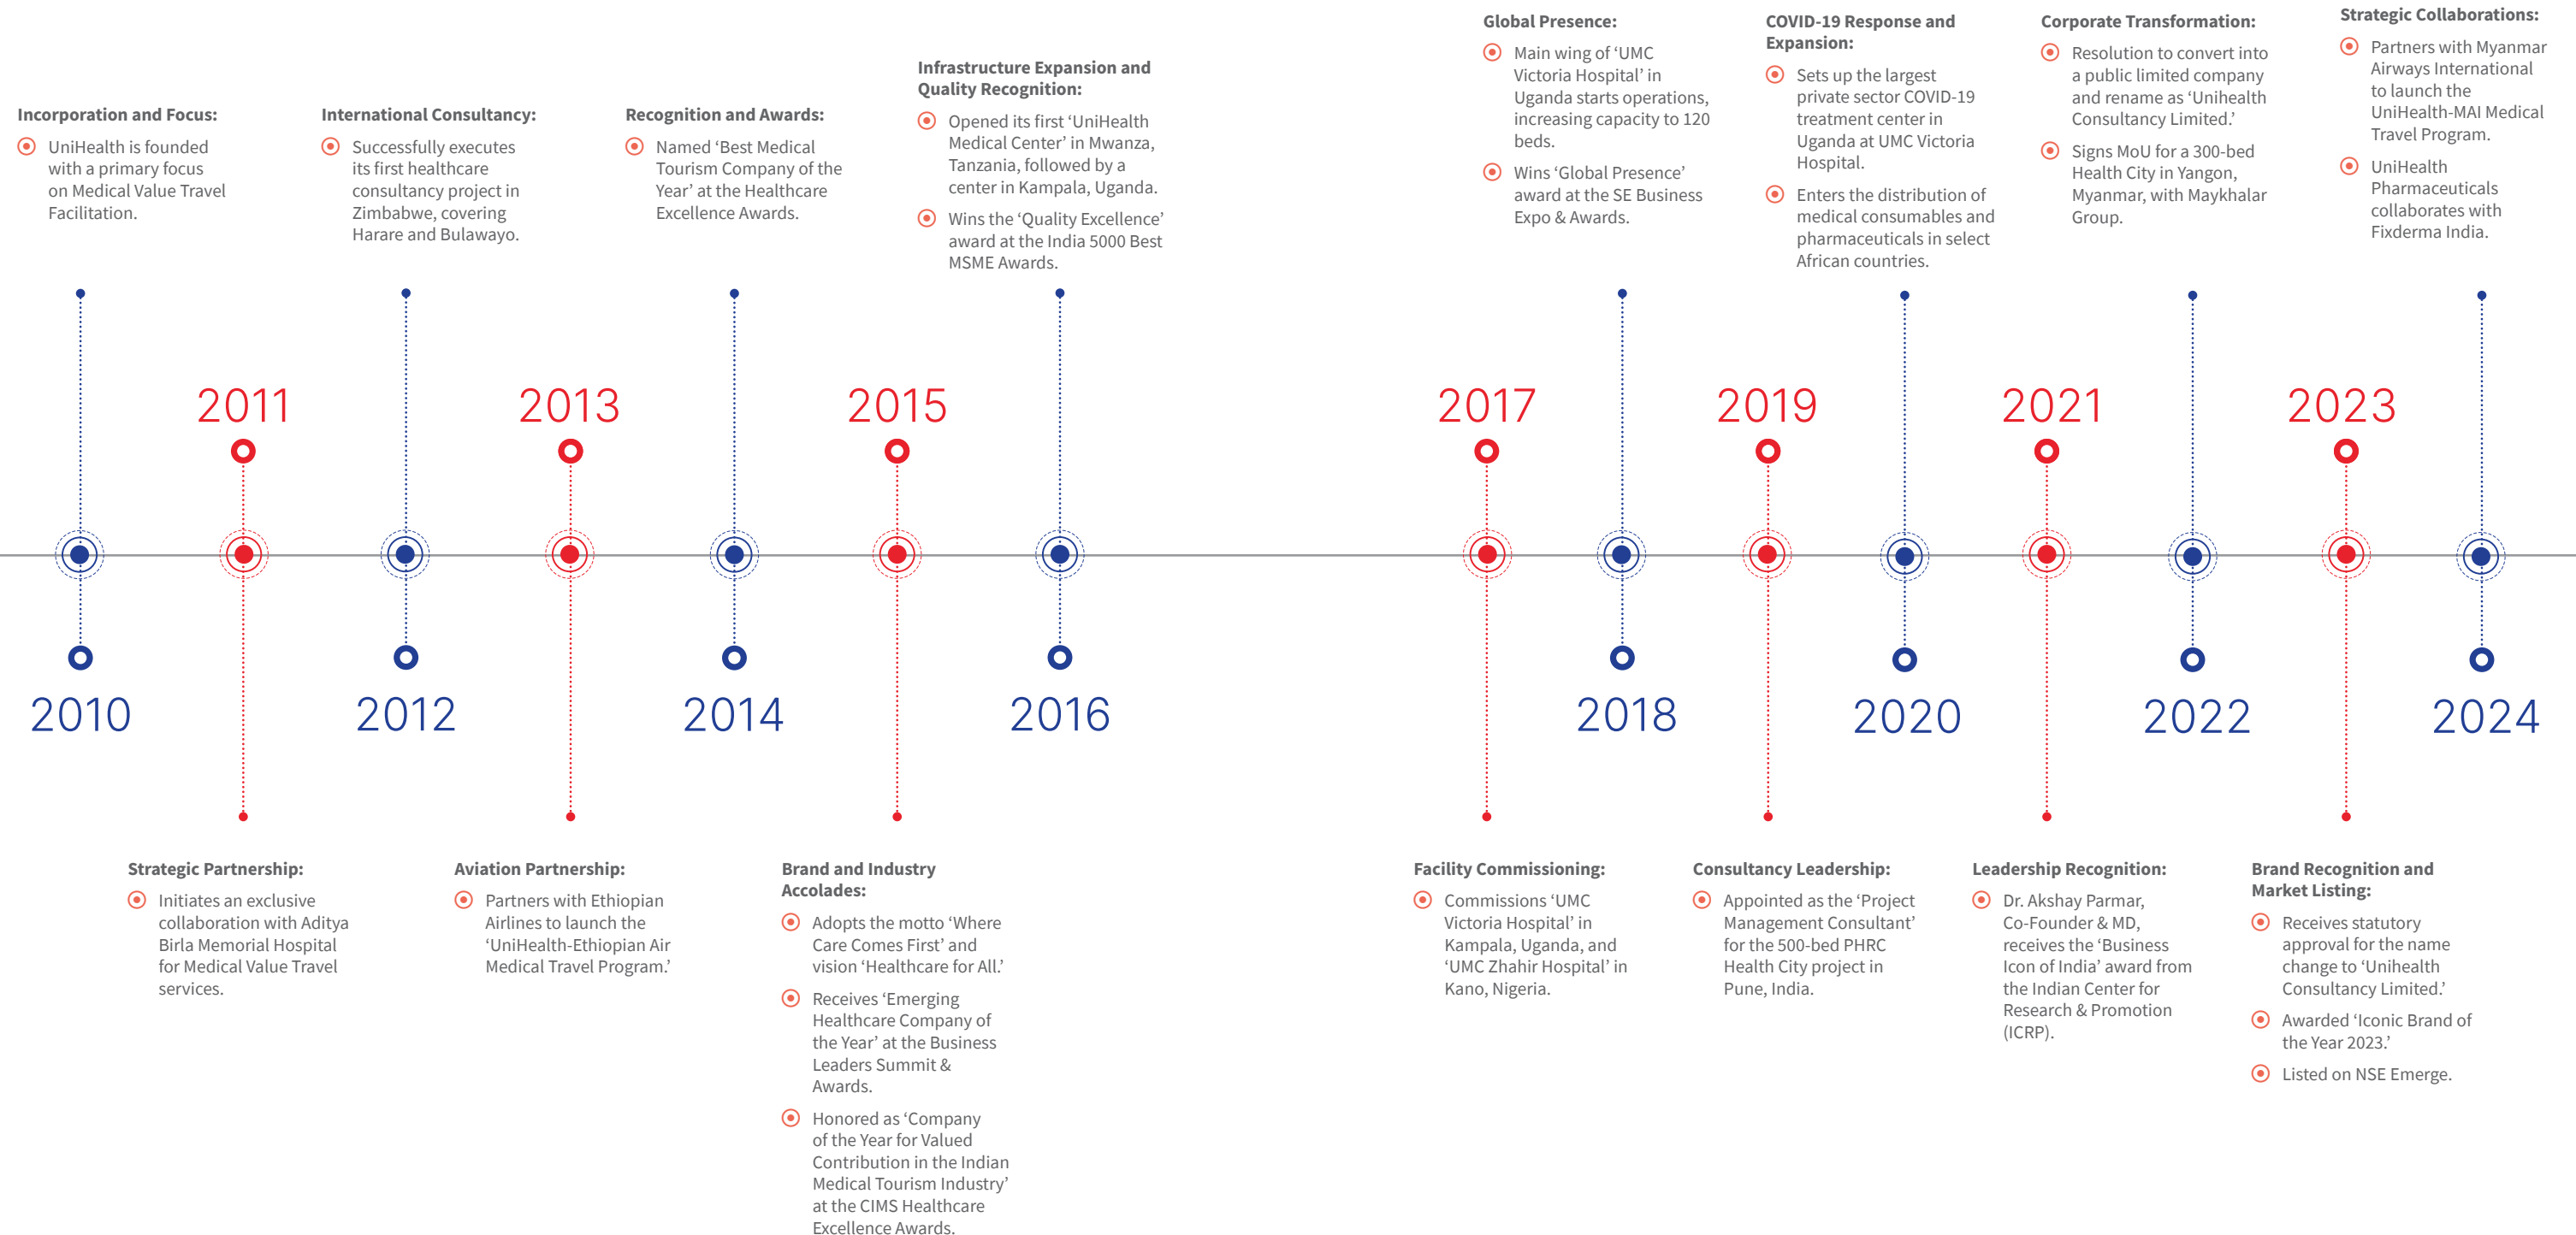 Incorporation and Focus:
UniHealth is founded
with a primary focus
on Medical Value Travel
Facilitation.
International Consultancy:
Successfully executes
its first healthcare
consultancy project in
Zimbabwe, covering
Harare and Bulawayo.
Recognition and Awards:
Named ‘Best Medical
Tourism Company of the
Year’ at the Healthcare
Excellence Awards.
Infrastructure Expansion and
Quality Recognition:
Opened its first ‘UniHealth
Medical Center’ in Mwanza,
Tanzania, followed by a
center in Kampala, Uganda.
Wins the ‘Quality Excellence’
award at the India 5000 Best
MSME Awards.
Global Presence:
Main wing of ‘UMC
Victoria Hospital’ in
Uganda starts operations,
increasing capacity to 120
beds.
Wins ‘Global Presence’
award at the SE Business
Expo & Awards.
COVID-19 Response and
Expansion:
Sets up the largest
private sector COVID-19
treatment center in
Uganda at UMC Victoria
Hospital.
Enters the distribution of
medical consumables and
pharmaceuticals in select
African countries.
Corporate Transformation:
Resolution to convert into
a public limited company
and rename as ‘Unihealth
Consultancy Limited.’
Signs MoU for a 300-bed
Health City in Yangon,
Myanmar, with Maykhalar
Group.
Strategic Collaborations:
Partners with Myanmar
Airways International
to launch the
UniHealth-MAI Medical
Travel Program.
UniHealth
Pharmaceuticals
collaborates with
Fixderma India.
2011
2013
2015
2017
2019
2021
2023
2010
2012
2014
2016
2018
2020
2022
2024
Strategic Partnership:
Initiates an exclusive
collaboration with Aditya
Birla Memorial Hospital
for Medical Value Travel
services.
Aviation Partnership:
Partners with Ethiopian
Airlines to launch the
‘UniHealth-Ethiopian Air
Medical Travel Program.’
Brand and Industry
Accolades:
Adopts the motto ‘Where
Care Comes First’ and
vision ‘Healthcare for All.’
Receives ‘Emerging
Healthcare Company of
the Year’ at the Business
Leaders Summit &
Awards.
Honored as ‘Company
of the Year for Valued
Contribution in the Indian
Medical Tourism Industry’
at the CIMS Healthcare
Excellence Awards.
Facility Commissioning:
Commissions ‘UMC
Victoria Hospital’ in
Kampala, Uganda, and
‘UMC Zhahir Hospital’ in
Kano, Nigeria.
Consultancy Leadership:
Appointed as the ‘Project
Management Consultant’
for the 500-bed PHRC
Health City project in
Pune, India.
Leadership Recognition:
Dr. Akshay Parmar,
Co-Founder & MD,
receives the ‘Business
Icon of India’ award from
the Indian Center for
Research & Promotion
(ICRP).
Brand Recognition and
Market Listing:
Receives statutory
approval for the name
change to ‘Unihealth
Consultancy Limited.’
Awarded ‘Iconic Brand of
the Year 2023.’
Listed on NSE Emerge.